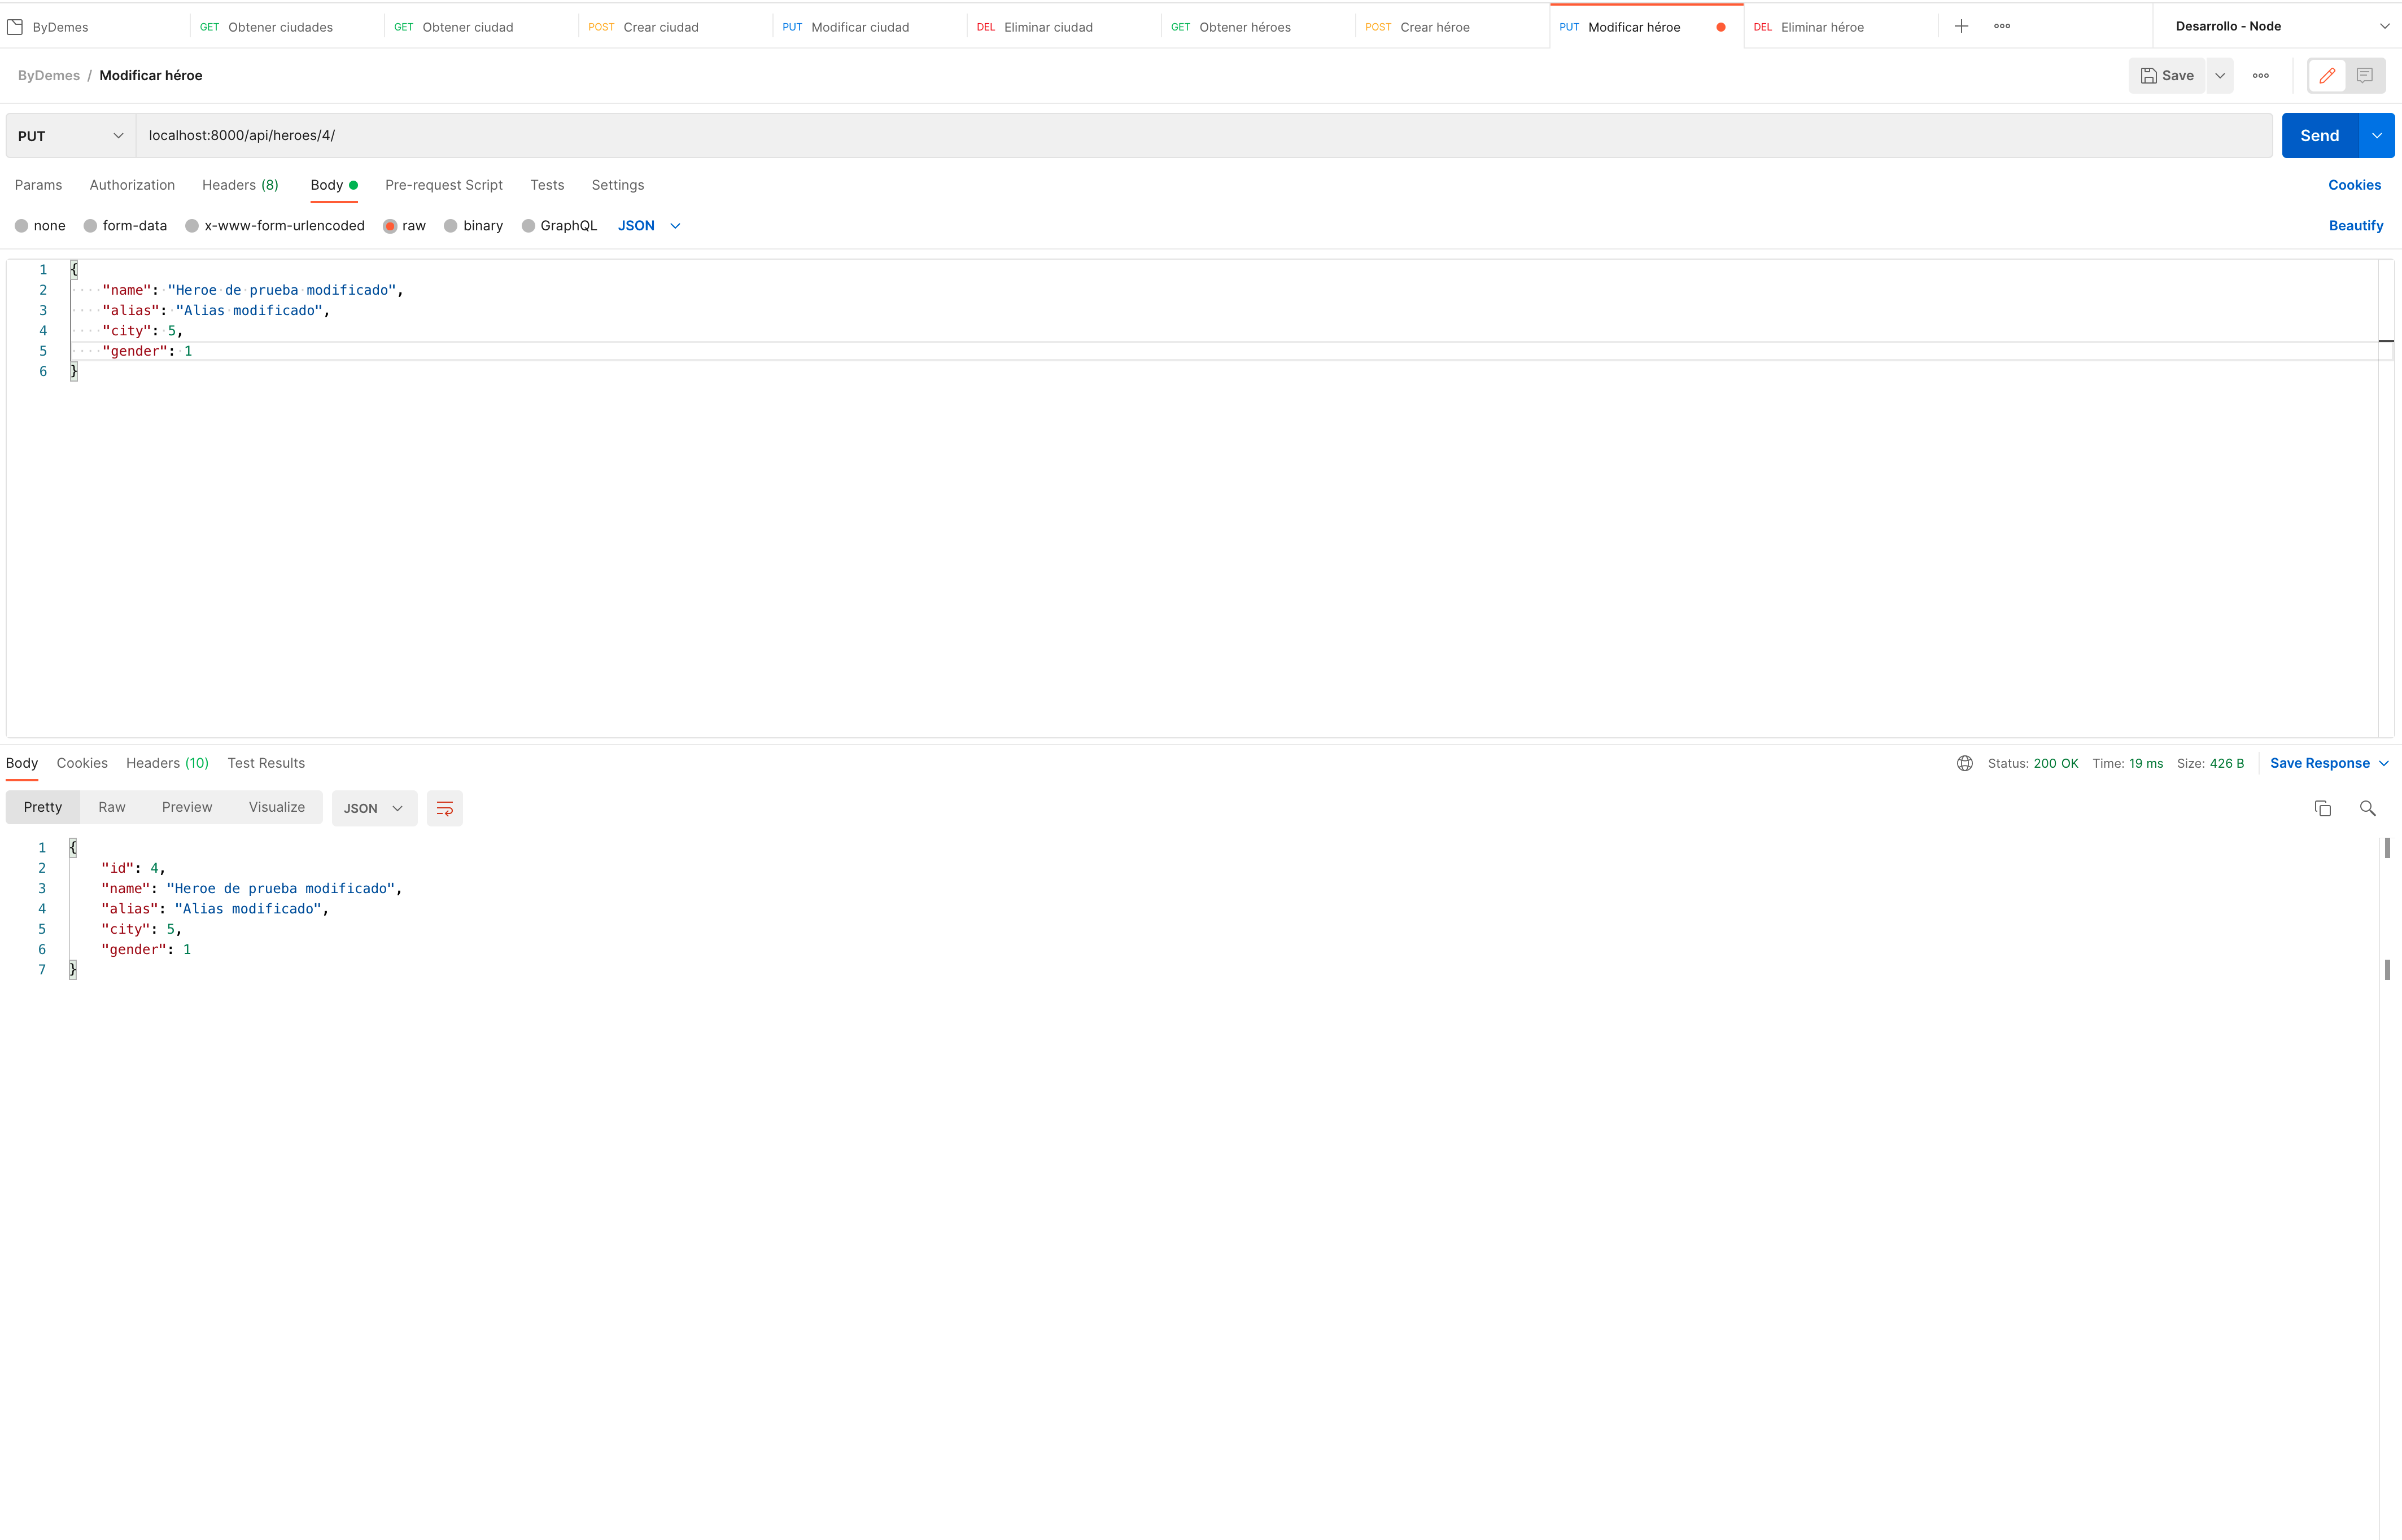 ByDemes GET Obtener ciudades GET Obtener ciudad POST Crear ciudad PUT Modificar ciudad DEL Eliminar ciudad GET Obtener héroes POST Crear héroe PUT Modificar héroe DEL Eliminar héroe Desarrollo - Node
ByDemes / Modificar héroe Save
PUT localhost:8000/api/heroes/4/ Send
Params Authorization Headers (8) Body Pre-request Script Tests Settings Cookies
none form-data x-www-form-urlencoded raw binary GraphQL JSON Beautify
1 {
2 "name": "Heroe de prueba modificado",
3 "alias": "Alias modificado",
4 "city": 5,
5 "gender": 1
6 }
Body Cookies Headers (10) Test Results Status: 200 OK Time: 19 ms Size: 426 B Save Response
Pretty Raw Preview Visualize JSON
1 {
2 "id": 4,
3 "name": "Heroe de prueba modificado",
4 "alias": "Alias modificado",
5 "city": 5,
6 "gender": 1
7 }